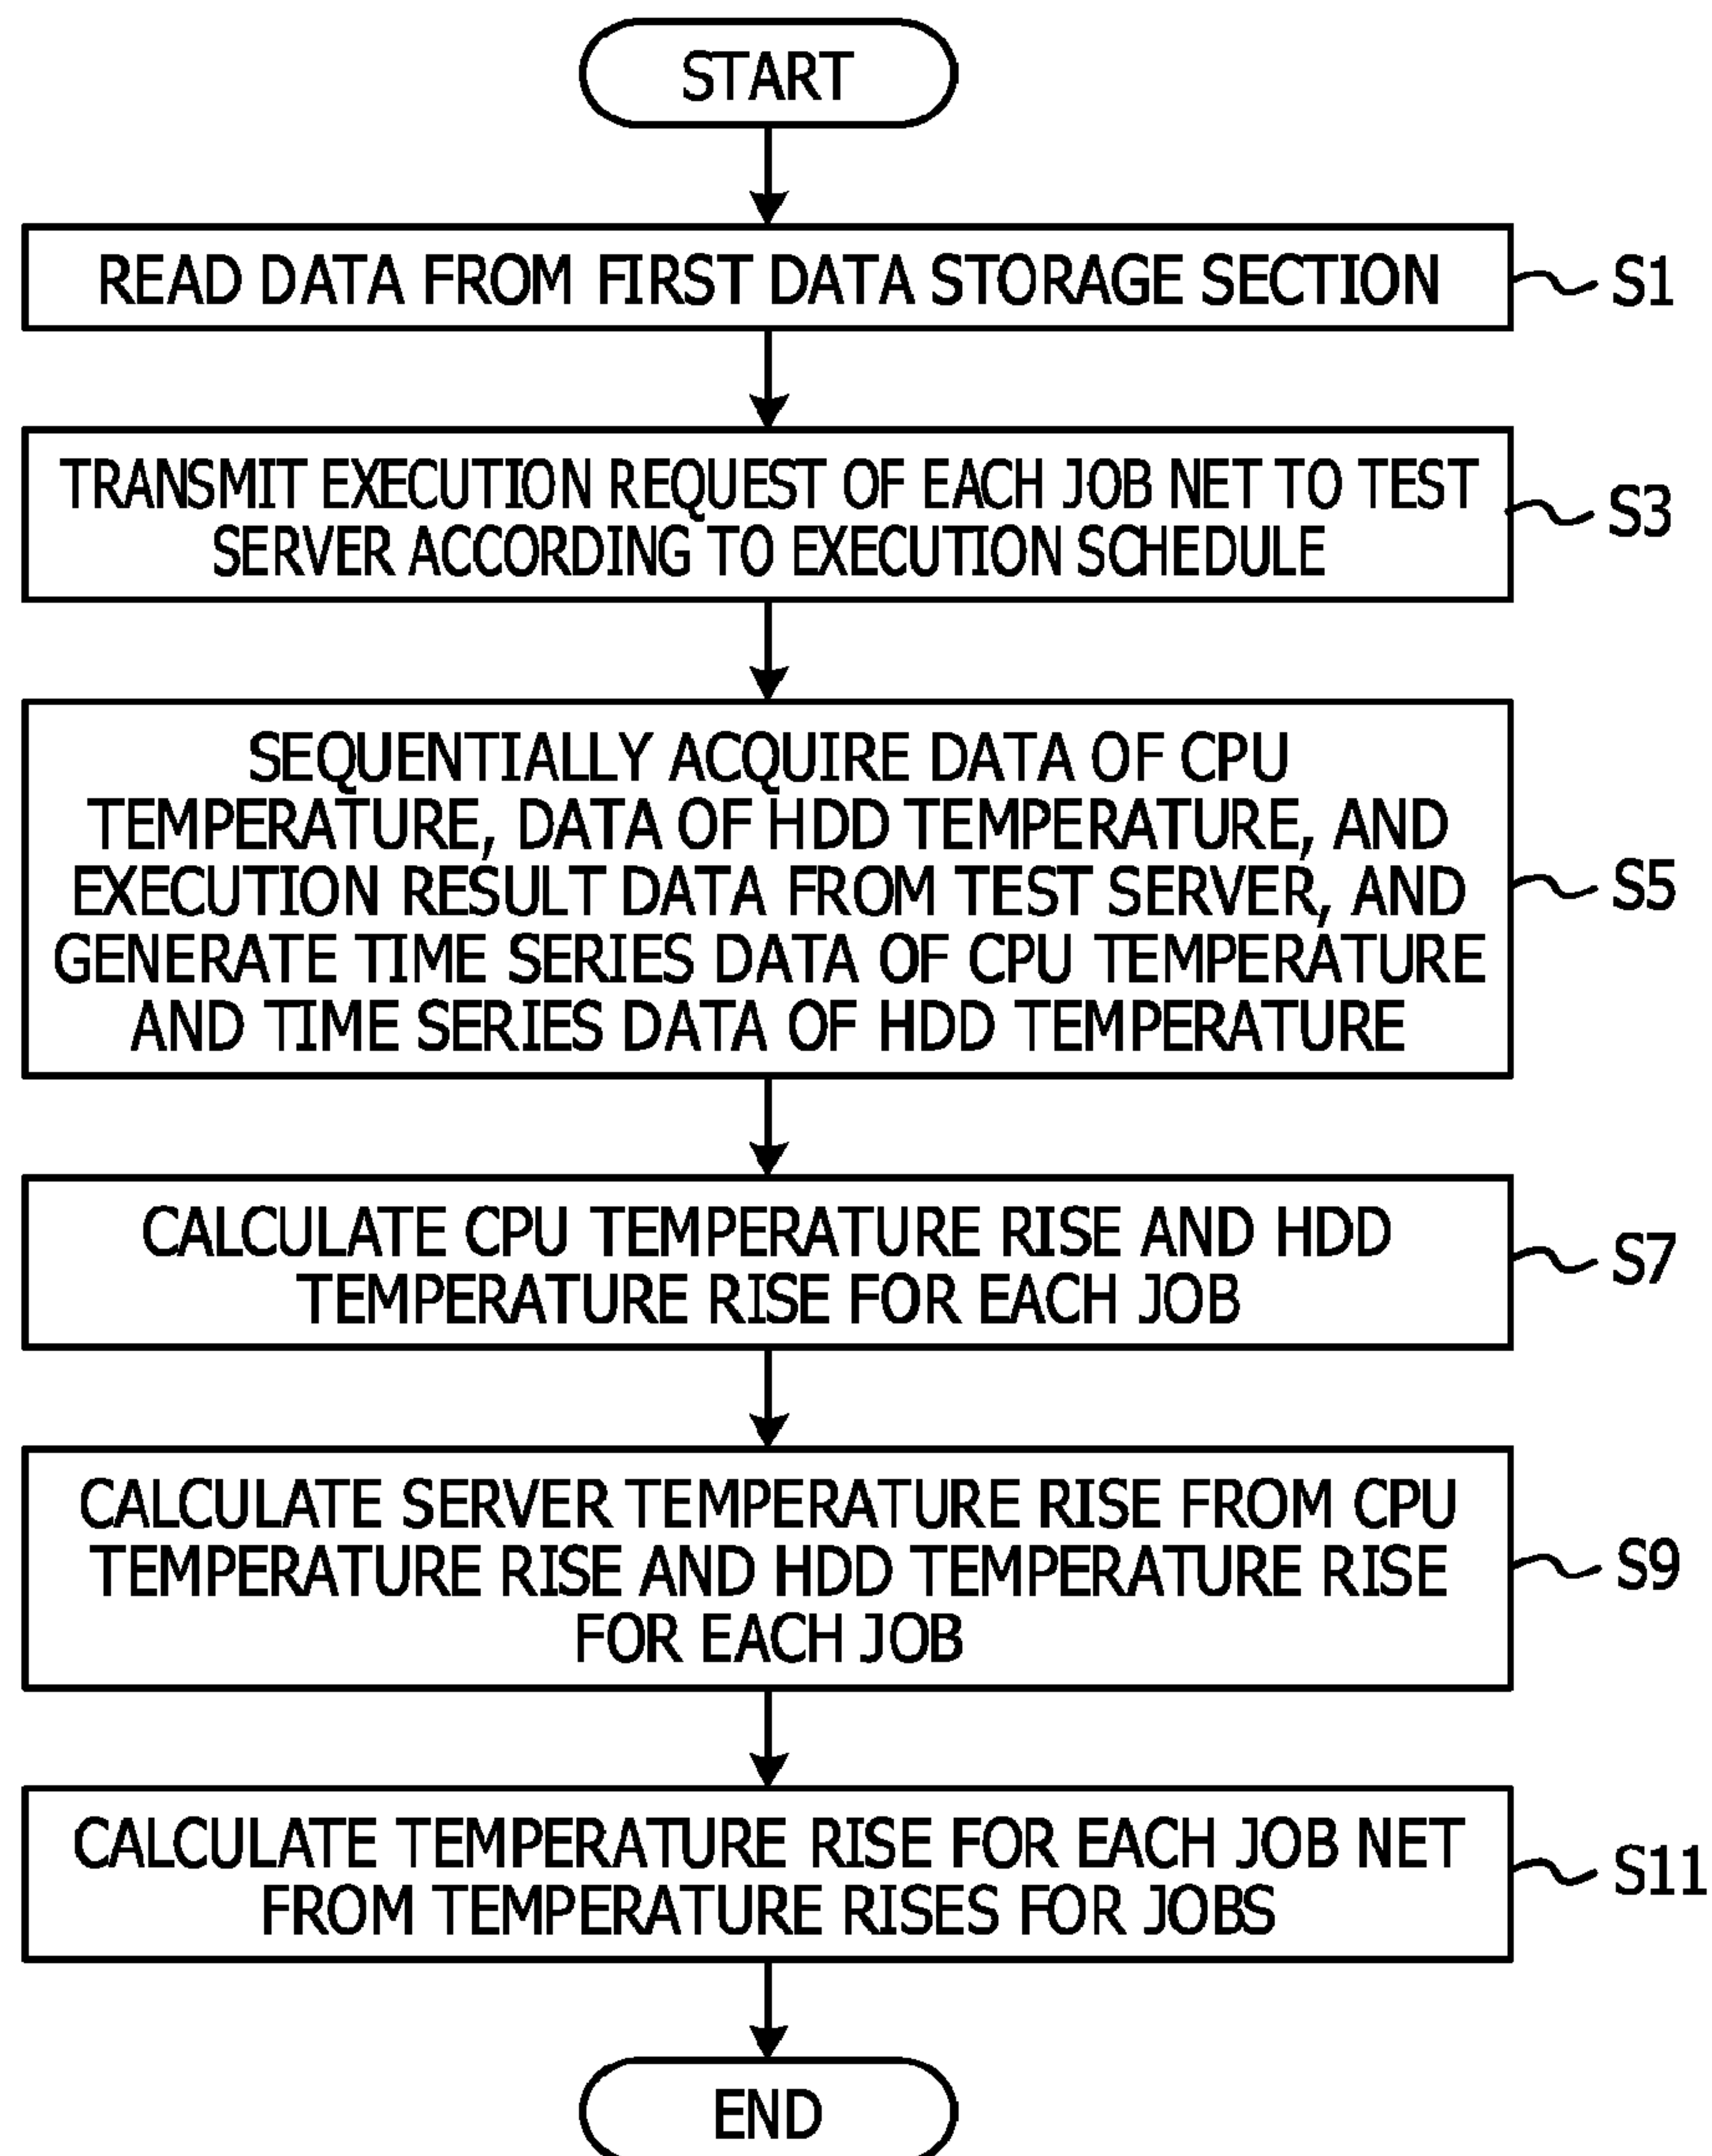 START
READ DATA FROM FIRST DATA STORAGE SECTION
S1
TRANSMIT EXECUTION REQUEST OF EACH JOB NET TO TEST
SERVER ACCORDING TO EXECUTION SCHEDULE
S3
SEQUENTIALLY ACQUIRE DATA OF CPU
TEMPERATURE, DATA OF HDD TEMPERATURE, AND
EXECUTION RESULT DATA FROM TEST SERVER, AND
GENERATE TIME SERIES DATA OF CPU TEMPERATURE
AND TIME SERIES DATA OF HDD TEMPERATURE
S5
CALCULATE CPU TEMPERATURE RISE AND HDD
TEMPERATURE RISE FOR EACH JOB
S7
CALCULATE SERVER TEMPERATURE RISE FROM CPU
TEMPERATURE RISE AND HDD TEMPERATURE RISE
FOR EACH JOB
S9
CALCULATE TEMPERATURE RISE FOR EACH JOB NET
FROM TEMPERATURE RISES FOR JOBS
S11
END